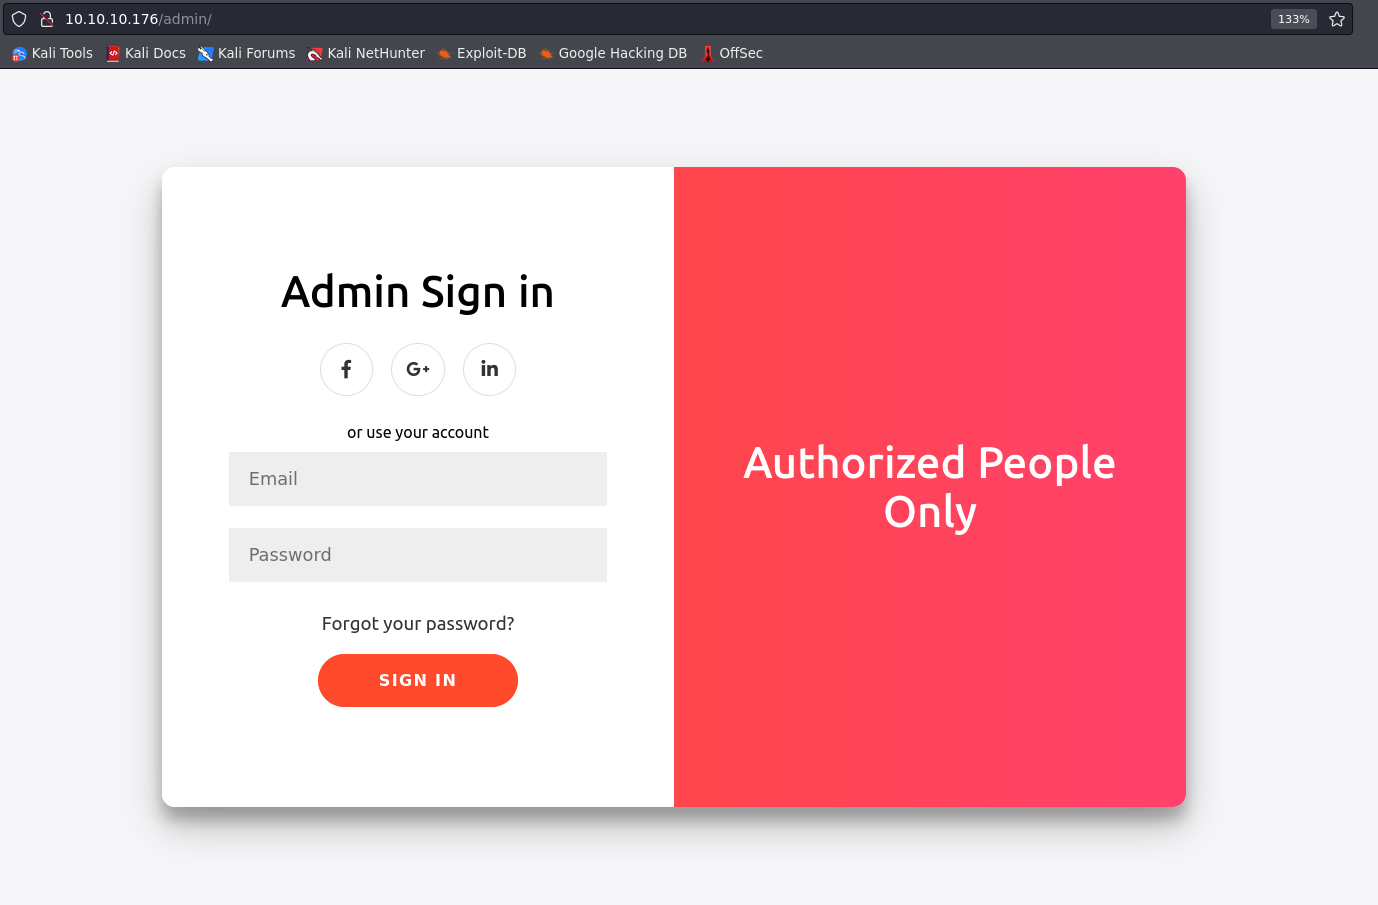 10.10.10.176/admin/ 133%
Kali Tools Kali Docs Kali Forums Kali NetHunter Exploit-DB Google Hacking DB OffSec
Admin Sign in
f G+ in
or use your account
Email
Password
Forgot your password?
SIGN IN
Authorized People
Only